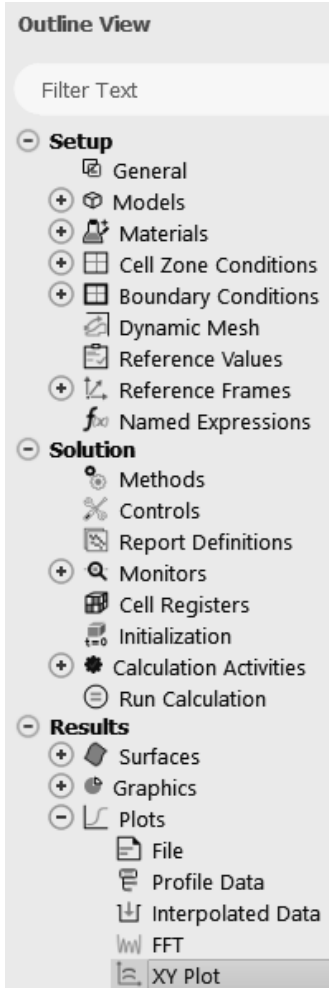 Outline View
Filter Text
Setup
General
Models
Materials
Cell Zone Conditions
Boundary Conditions
Dynamic Mesh
Reference Values
Reference Frames
f(x) Named Expressions
Solution
Methods
Controls
Report Definitions
Monitors
Cell Registers
t=0 Initialization
Calculation Activities
Run Calculation
Results
Surfaces
Graphics
Plots
File
Profile Data
Interpolated Data
FFT
XY Plot